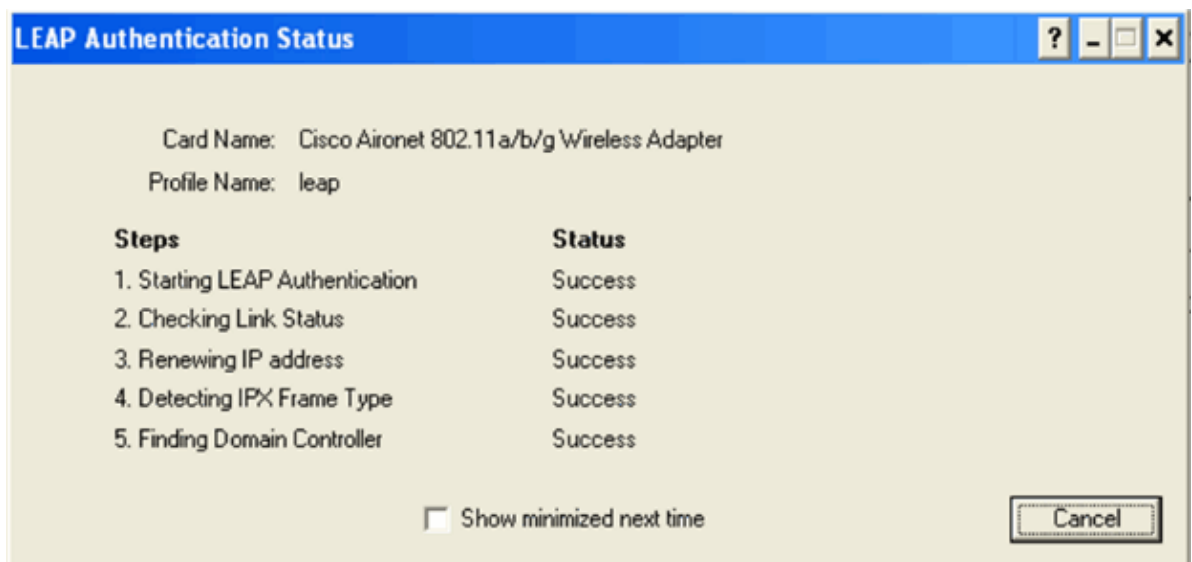 LEAP Authentication Status
Card Name: Cisco Aironet 802.11a/b/g Wireless Adapter
Profile Name: leap
Steps Status
1. Starting LEAP Authentication Success
2. Checking Link Status Success
3. Renewing IP address Success
4. Detecting IPX Frame Type Success
5. Finding Domain Controller Success
Show minimized next time Cancel